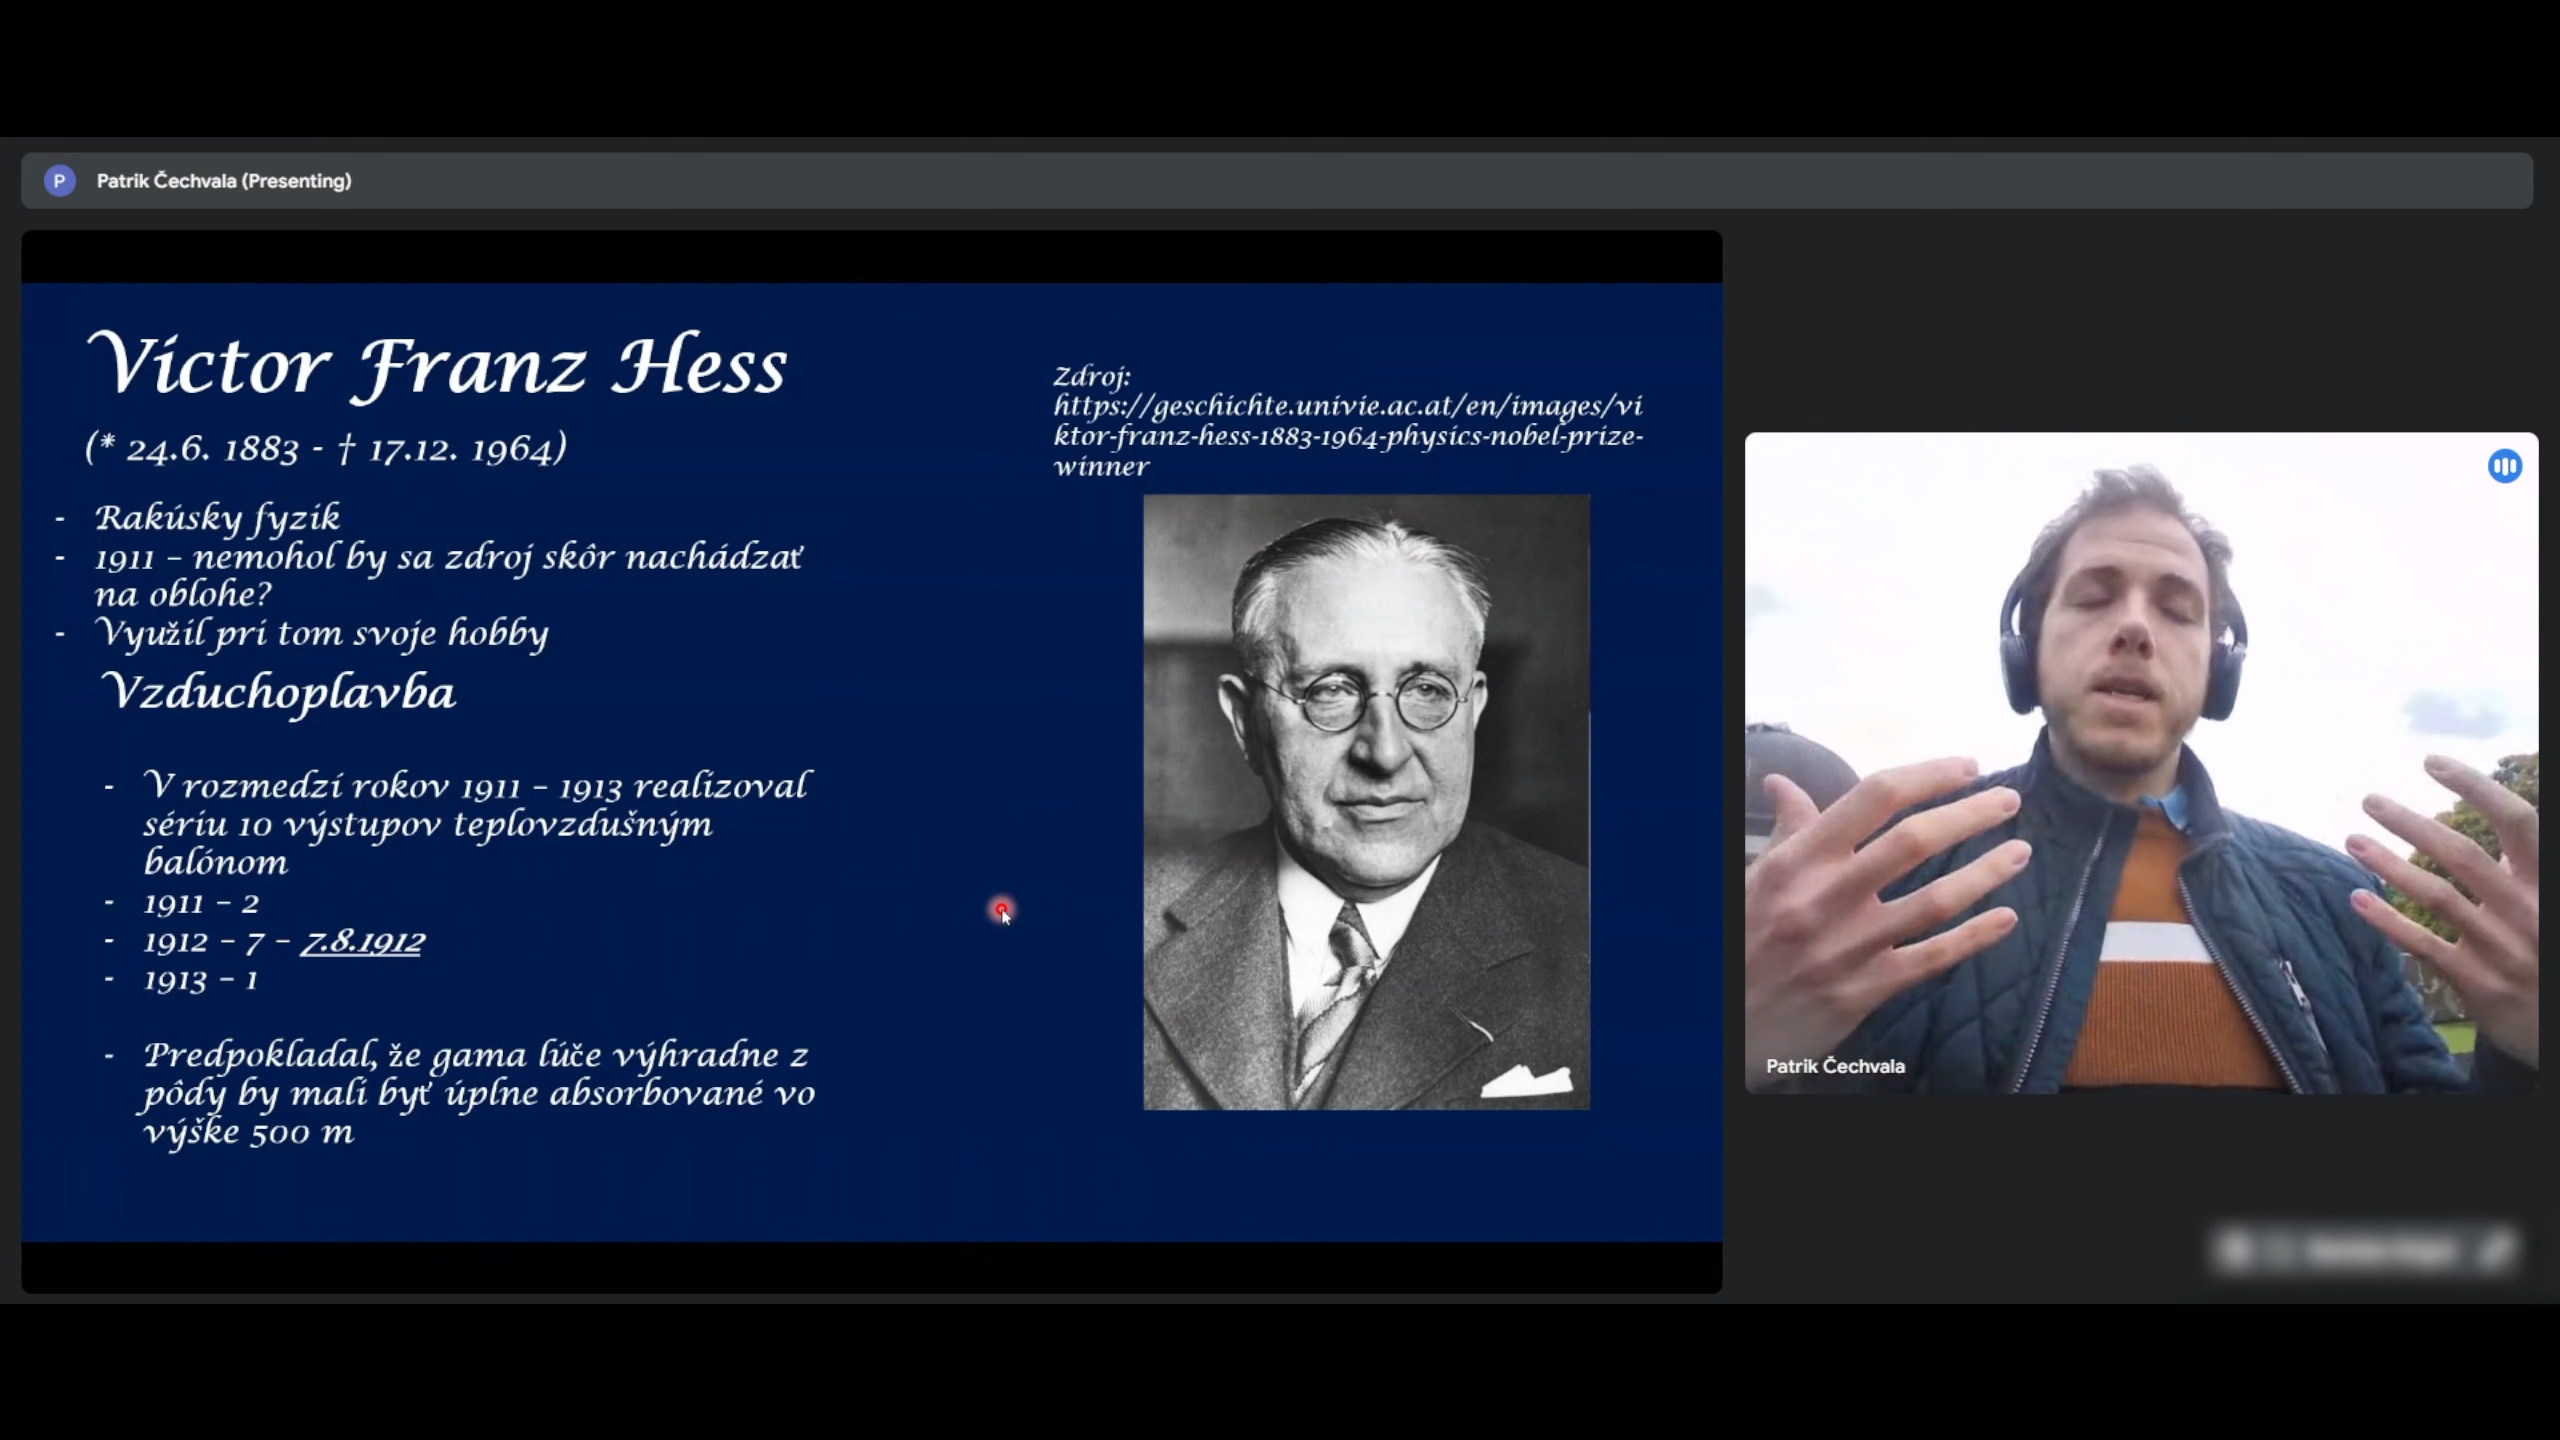 P
Patrik Čechvala (Presenting)
Victor Franz Hess
(* 24.6. 1883 - † 17.12. 1964)
- Rakúsky fyzik
- 1911 – nemohol by sa zdroj skôr nachádzať
na oblohe?
- Využil pri tom svoje hobby
Vzduchoplavba
- V rozmedzí rokov 1911 – 1913 realizoval
sériu 10 výstupov teplovzdušným
balónom
- 1911 – 2
- 1912 – 7 – 7.8.1912
- 1913 – 1
- Predpokladal, že gama lúče výhradne z
pôdy by mali byť úplne absorbované vo
výške 500 m
Zdroj:
https://geschichte.univie.ac.at/en/images/vi
ktor-franz-hess-1883-1964-physics-nobel-prize-
winner
Patrik Čechvala